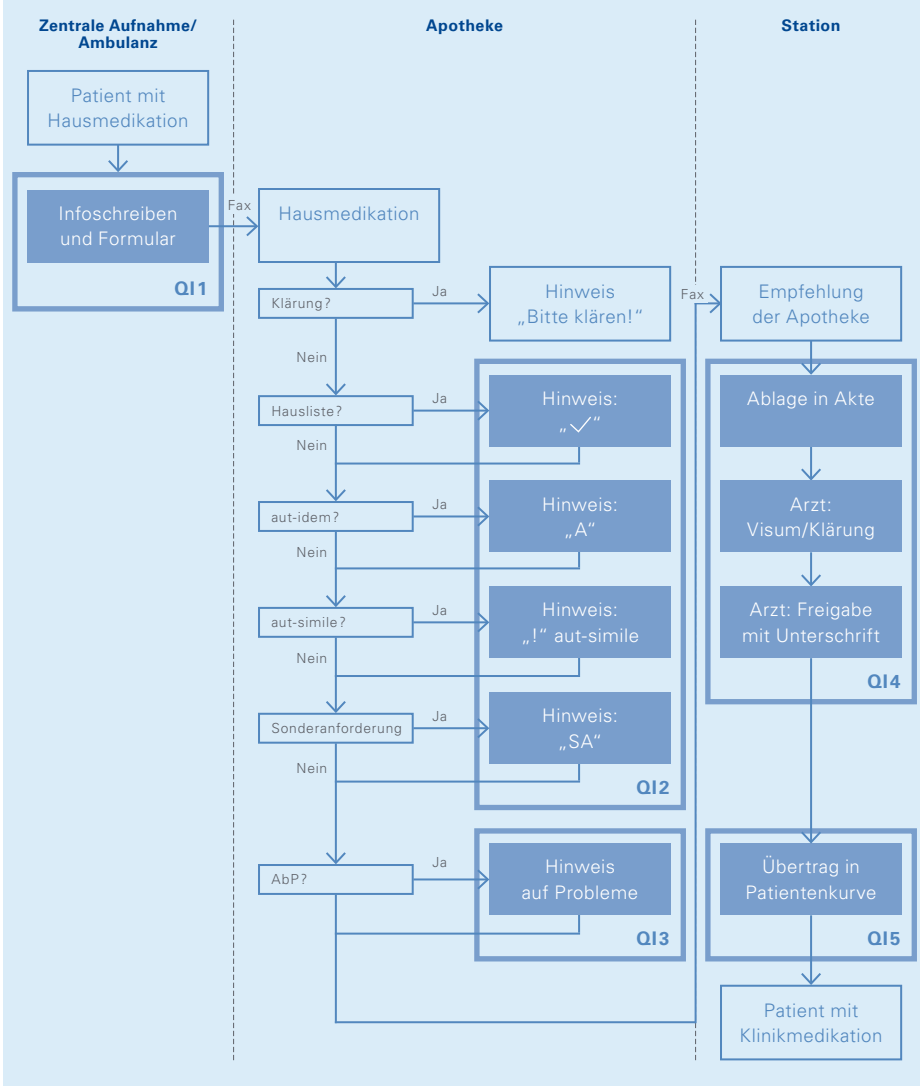 Zentrale Aufnahme/
Ambulanz
Apotheke
Station
Patient mit
Hausmedikation
Infoschreiben
und Formular
QI1
Fax
Hausmedikation
Klärung?
Ja
Hinweis
„Bitte klären!“
Nein
Hausliste?
Ja
Hinweis:
„✓“
Nein
aut-idem?
Ja
Hinweis:
„A“
Nein
aut-simile?
Ja
Hinweis:
„!“ aut-simile
Nein
Sonderanforderung
Ja
Hinweis:
„SA“
Nein
QI2
AbP?
Ja
Hinweis
auf Probleme
QI3
Fax
Empfehlung
der Apotheke
Ablage in Akte
Arzt:
Visum/Klärung
Arzt: Freigabe
mit Unterschrift
QI4
Übertrag in
Patientenkurve
QI5
Patient mit
Klinikmedikation